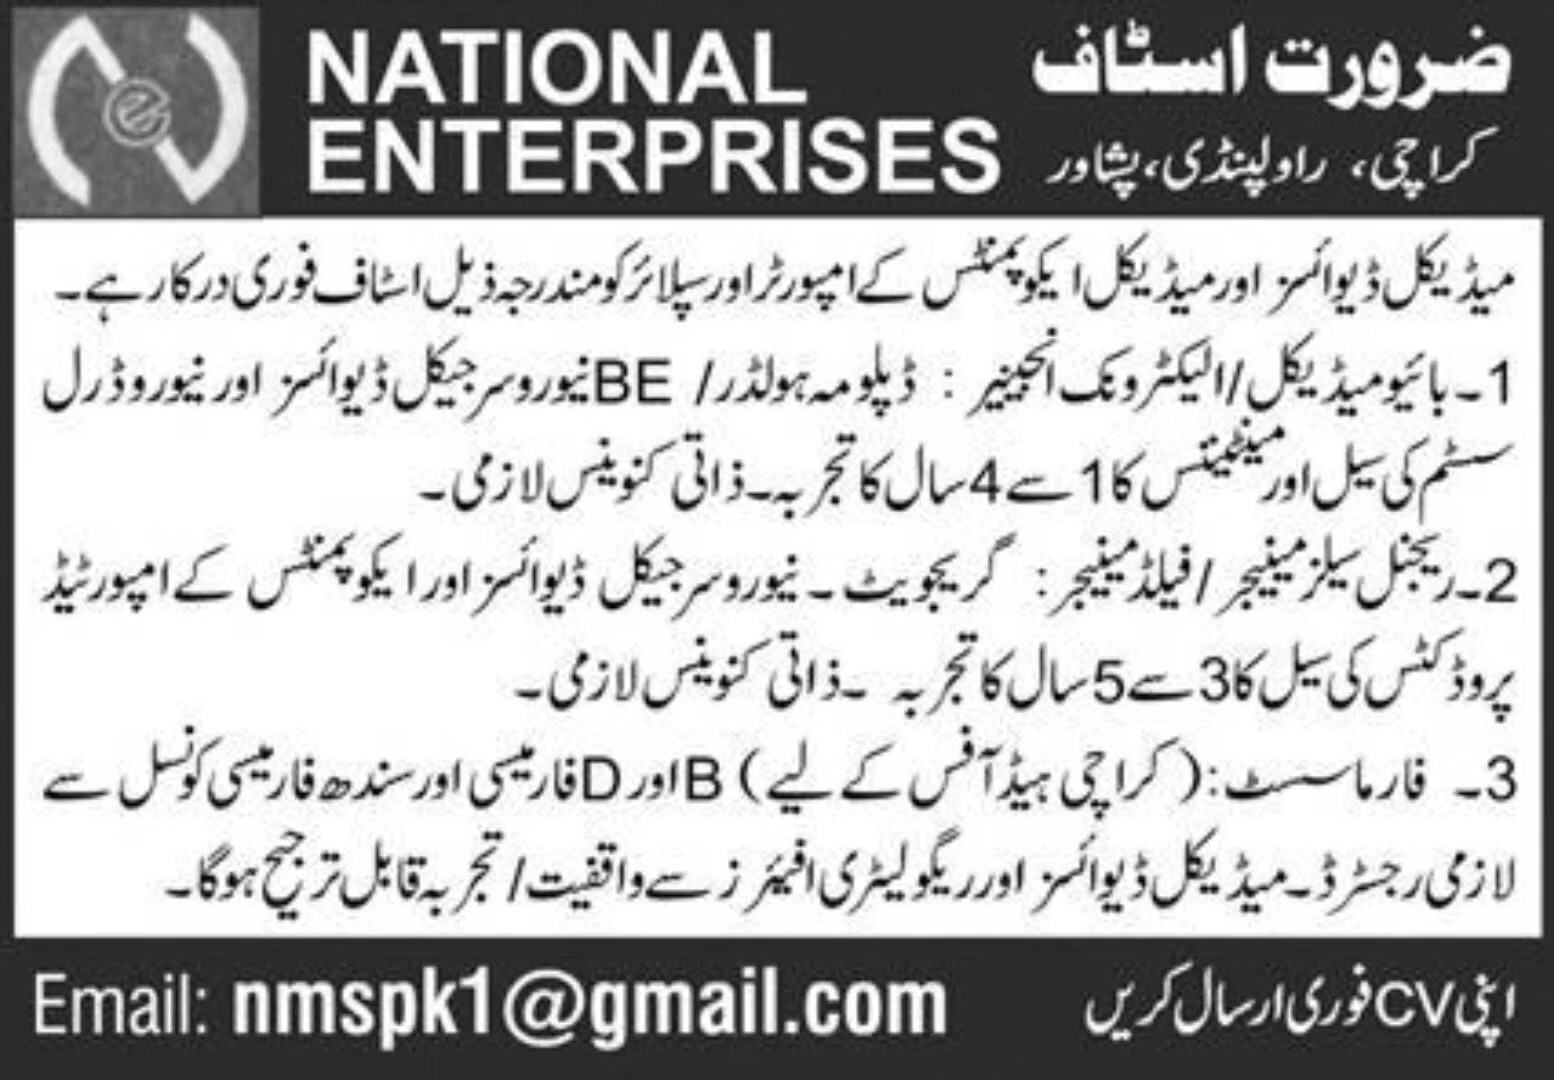 NATIONAL
ENTERPRISES
ضرورت اسٹاف
کراچی، راولپنڈی، پشاور
میڈیکل ڈیوائسز اور میڈیکل ایکوپمنٹس کے امپورٹر اور سپلائر کو مندرجہ ذیل اسٹاف فوری درکار ہے۔
1۔ بائیومیڈیکل/الیکٹرونک انجینیر : ڈپلومہ ہولڈر/ BE نیوروسرجیکل ڈیوائسز اور نیورو ڈرل
سسٹم کی سیل اور مینٹیننس کا 1 سے 4 سال کا تجربہ۔ ذاتی کنوینس لازمی۔
2۔ ریجنل سیلز مینیجر /فیلڈ مینیجر : گریجویٹ۔ نیوروسرجیکل ڈیوائسز اور ایکوپمنٹس کے امپورٹیڈ
پروڈکٹس کی سیل کا 3 سے 5 سال کا تجربہ ۔ ذاتی کنوینس لازمی۔
3۔ فارماسسٹ: (کراچی ہیڈ آفس کے لیے) B اور D فارمیسی اور سندھ فارمیسی کونسل سے
لازمی رجسٹرڈ۔ میڈیکل ڈیوائسز اور ریگولیٹری افیئرز سے واقفیت/ تجربہ قابل ترجیح ہوگا۔
Email: nmspk1@gmail.com
اپنی CV فوری ارسال کریں